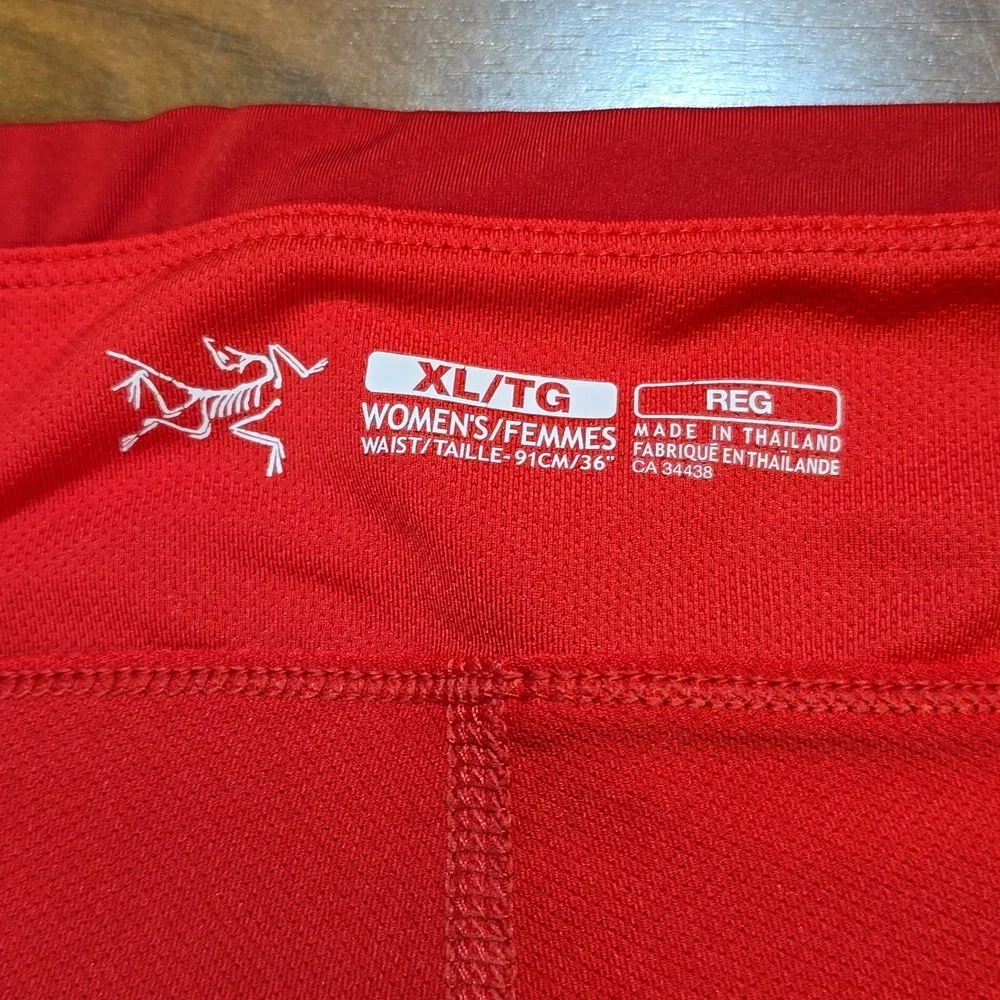 XL/TG
WOMEN'S/FEMMES
WAIST/TAILLE-91CM/36"
REG
MADE IN THAILAND
FABRIQUÉ EN THAÏLANDE
CA 34438